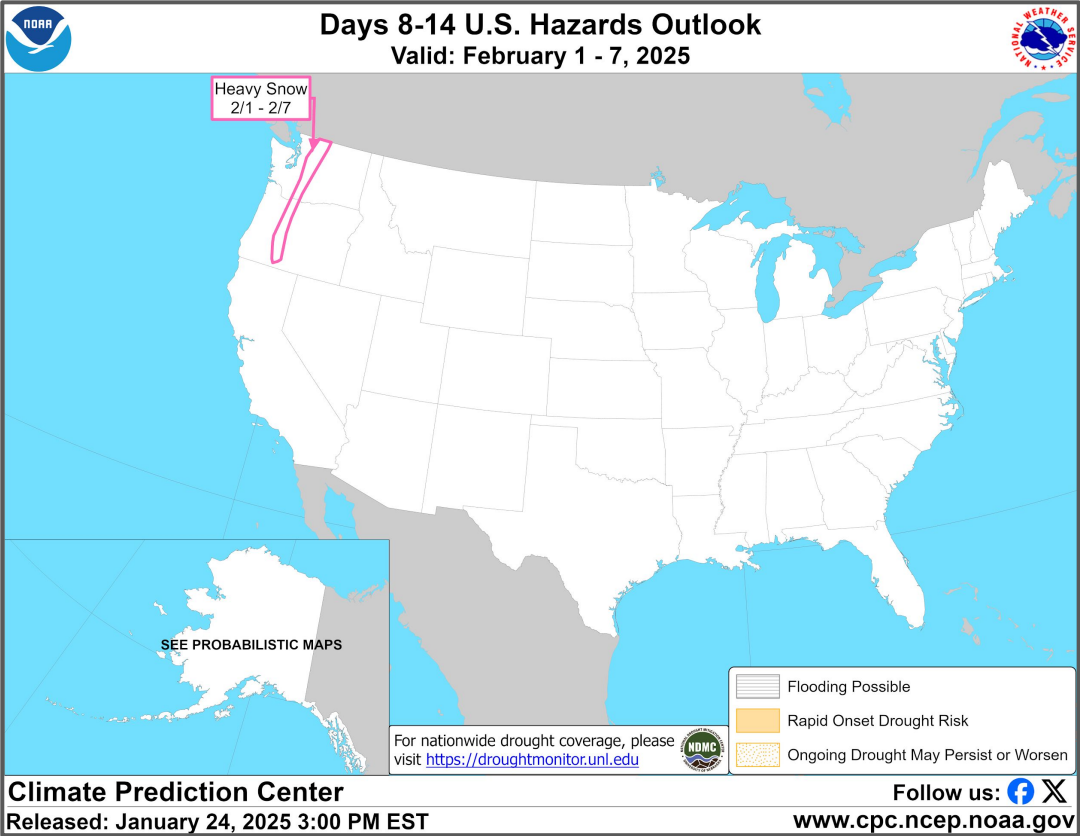 NOAA
Days 8-14 U.S. Hazards Outlook
Valid: February 1 - 7, 2025
NATIONAL WEATHER SERVICE
Heavy Snow
2/1 - 2/7
SEE PROBABILISTIC MAPS
For nationwide drought coverage, please
visit https://droughtmonitor.unl.edu
NDMC
Flooding Possible
Rapid Onset Drought Risk
Ongoing Drought May Persist or Worsen
Climate Prediction Center
Follow us:
Released: January 24, 2025 3:00 PM EST
www.cpc.ncep.noaa.gov